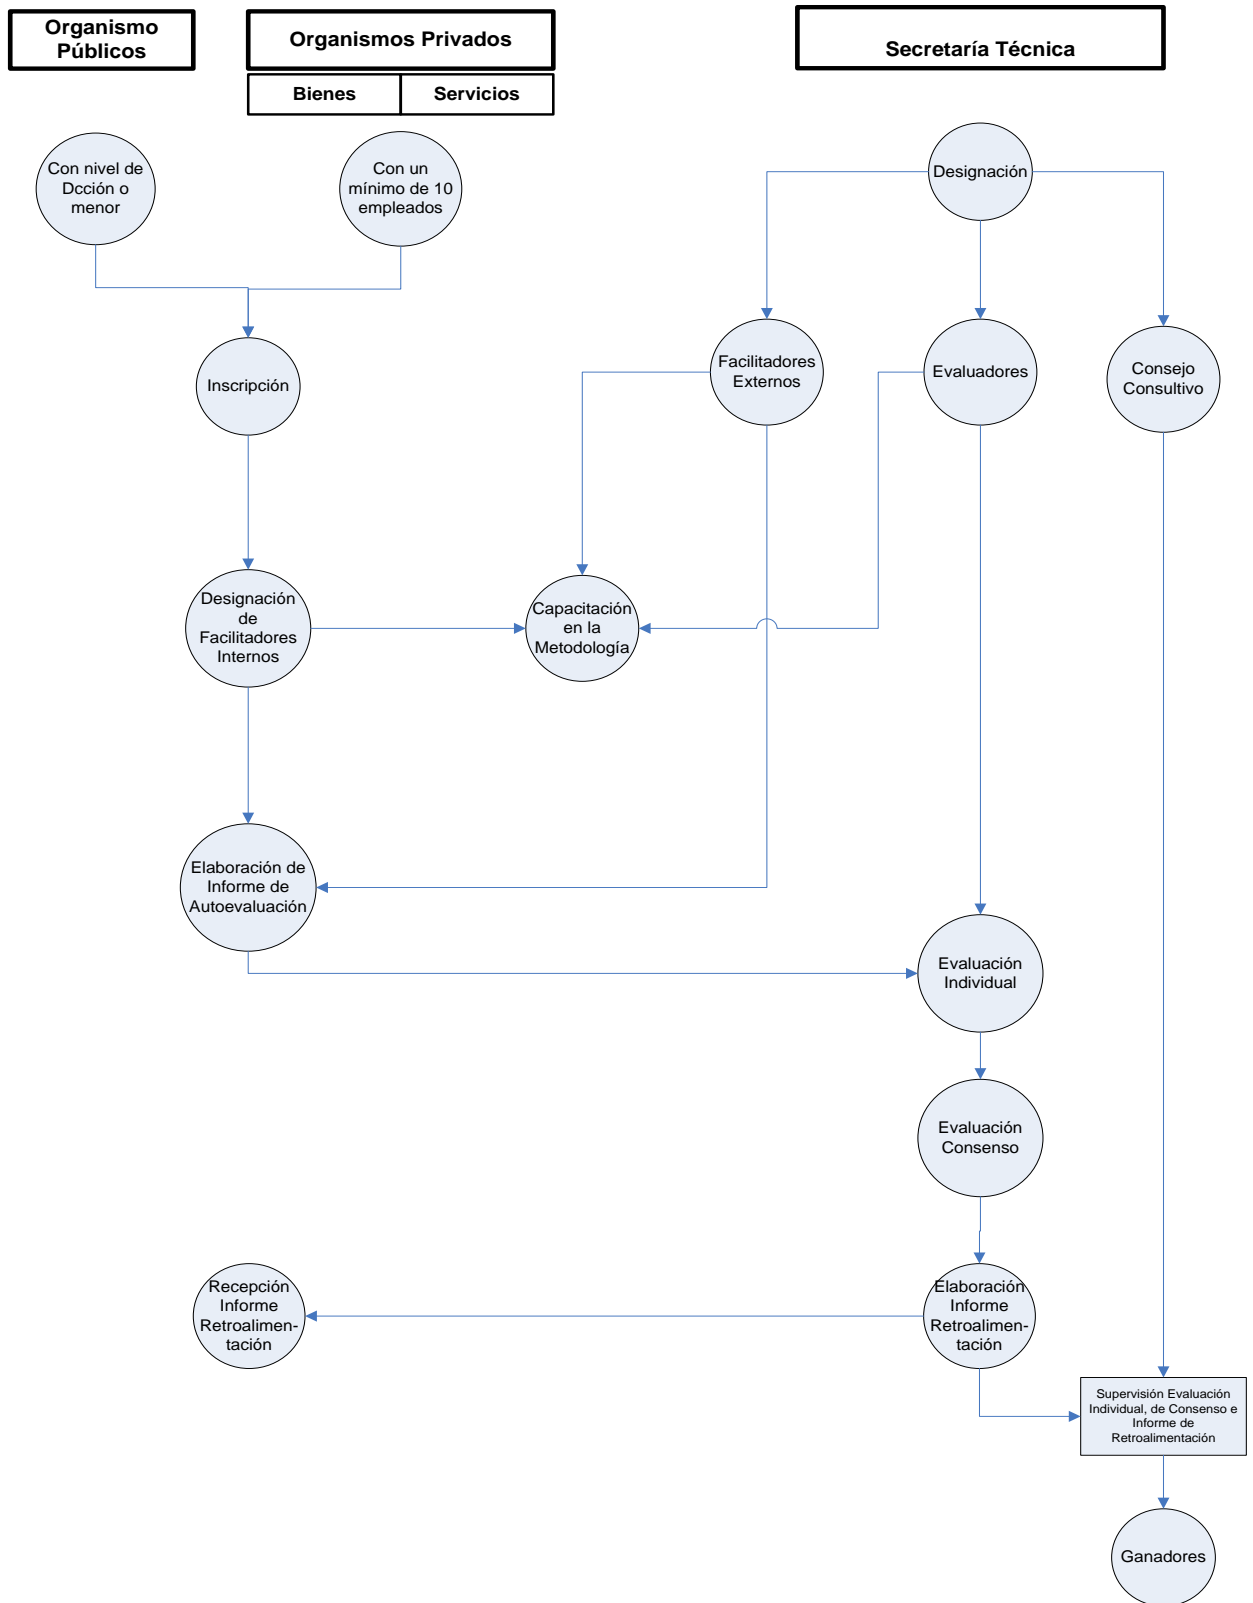 Organismo
Públicos
Organismos Privados
Secretaría Técnica
Bienes
Servicios
Con nivel de
Dcción o
menor
Con un
mínimo de 10
empleados
Designación
Inscripción
Facilitadores
Externos
Evaluadores
Consejo
Consultivo
Designación
de
Facilitadores
Internos
Capacitación
en la
Metodología
Elaboración de
Informe de
Autoevaluación
Evaluación
Individual
Evaluación
Consenso
Recepción
Informe
Retroalimen-
tación
Elaboración
Informe
Retroalimen-
tación
Supervisión Evaluación
Individual, de Consenso e
Informe de
Retroalimentación
Ganadores